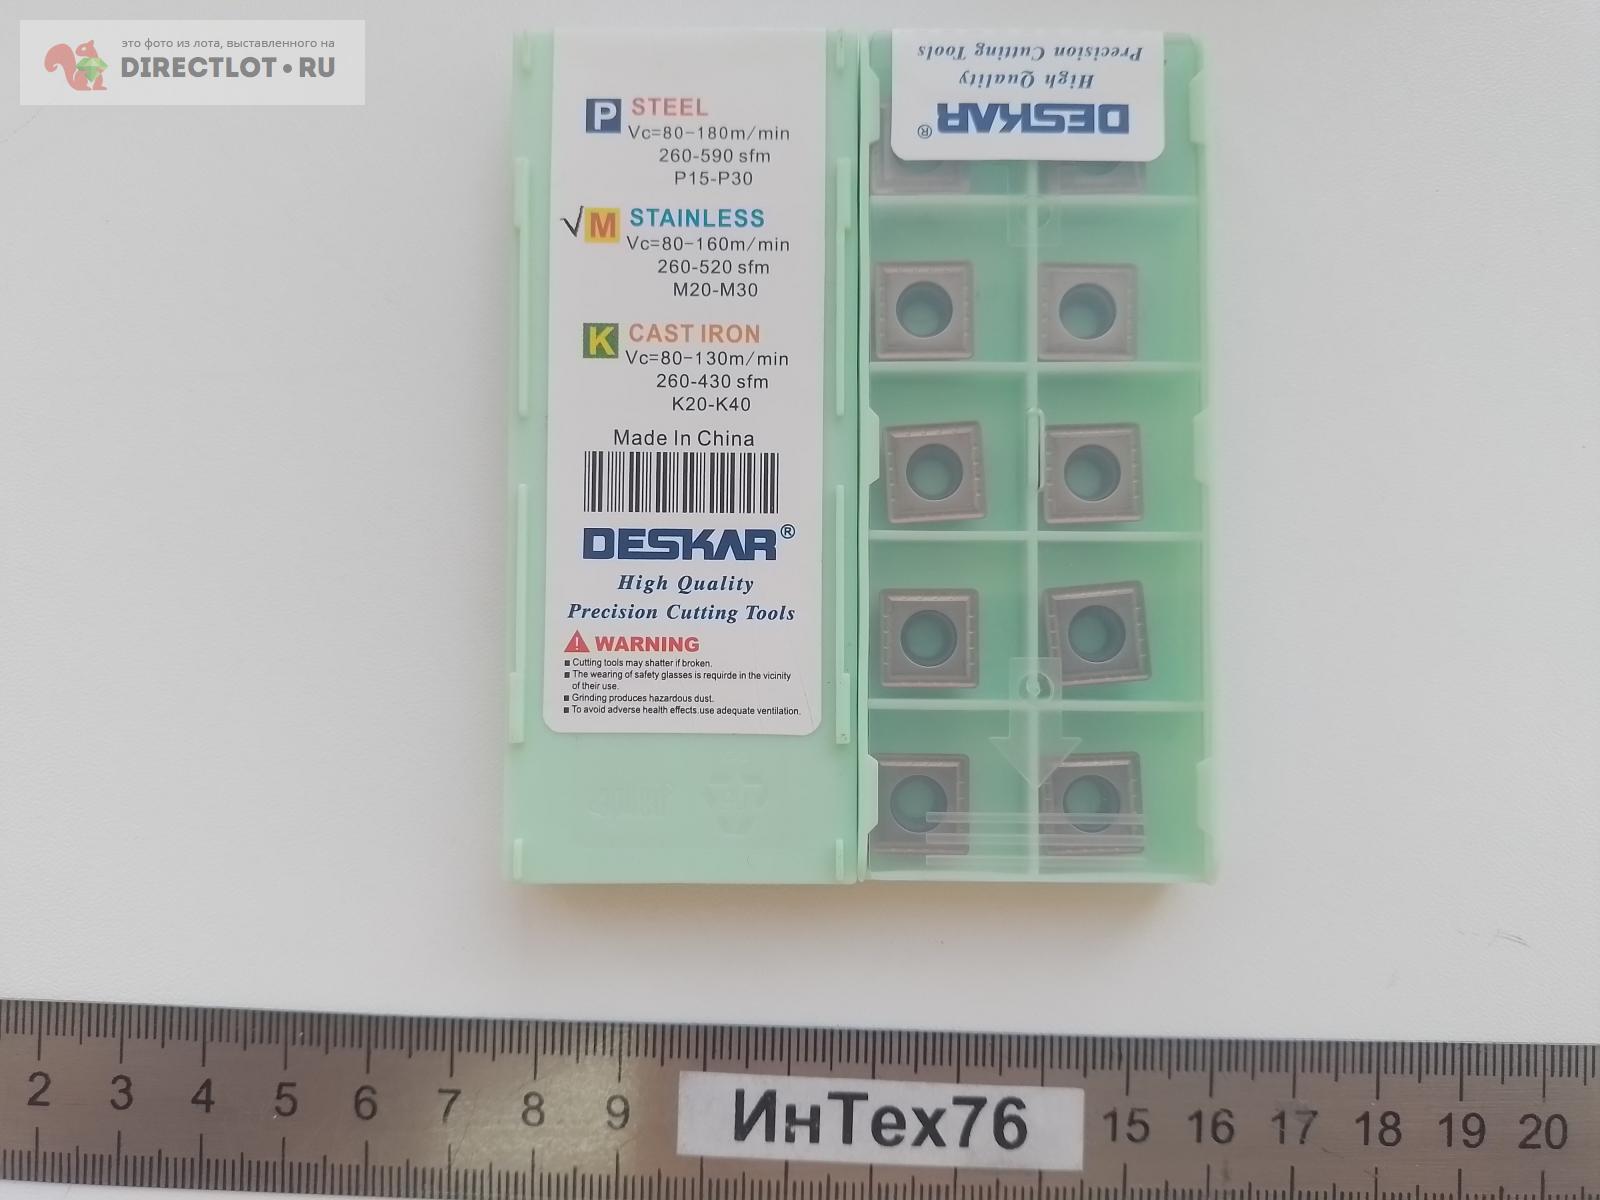 это фото из лота, выставленного на
DIRECTLOT•RU
P STEEL
Vc=80-180m/min
260-590 sfm
P15-P30
√M STAINLESS
Vc=80-160m/min
260-520 sfm
M20-M30
K CAST IRON
Vc=80-130m/min
260-430 sfm
K20-K40
Made In China
DESKAR®
High Quality
Precision Cutting Tools
WARNING
Cutting tools may shatter if broken.
The wearing of safety glasses is requirde in the vicinity
of their use.
Grinding produces hazardous dust.
To avoid adverse health effects.use adequate ventilation.
DESKAR®
High Quality
Precision Cutting Tools
2 3 4 5 6 7 8 9 15 16 17 18 19 20
ИнТех76